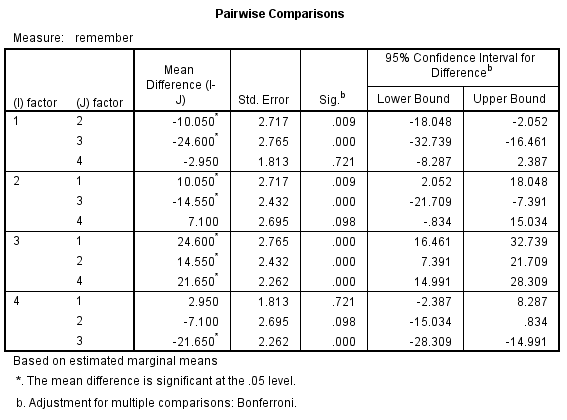 Pairwise Comparisons
Measure: remember
(I) factor (J) factor Mean Difference (I-J) Std. Error Sig.b 95% Confidence Interval for Differenceb
Lower Bound Upper Bound
1 2 -10.050* 2.717 .009 -18.048 -2.052
3 -24.600* 2.765 .000 -32.739 -16.461
4 -2.950 1.813 .721 -8.287 2.387
2 1 10.050* 2.717 .009 2.052 18.048
3 -14.550* 2.432 .000 -21.709 -7.391
4 7.100 2.695 .098 -.834 15.034
3 1 24.600* 2.765 .000 16.461 32.739
2 14.550* 2.432 .000 7.391 21.709
4 21.650* 2.262 .000 14.991 28.309
4 1 2.950 1.813 .721 -2.387 8.287
2 -7.100 2.695 .098 -15.034 .834
3 -21.650* 2.262 .000 -28.309 -14.991
Based on estimated marginal means
*. The mean difference is significant at the .05 level.
b. Adjustment for multiple comparisons: Bonferroni.